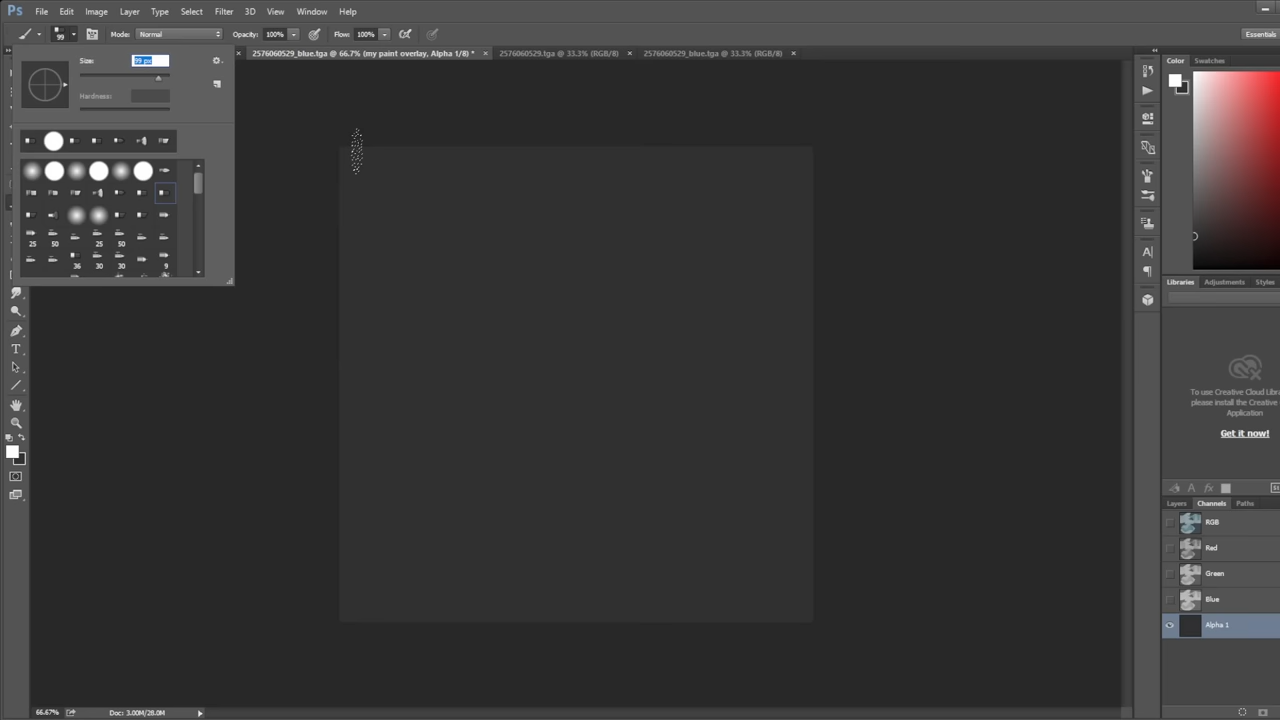 Ps File Edit Image Layer Type Select Filter 3D View Window Help
99 Mode: Normal Opacity: 100% Flow: 100% Essentials
2576060529_blue.tga @ 66.7% (my paint overlay, Alpha 1/8) * × 2576060529.tga @ 33.3% (RGB/8) × 2576060529_blue.tga @ 33.3% (RGB/8) ×
Size: 99 px
Hardness:
25 50 25 50
36 30 30 9
Color Swatches
Libraries Adjustments Styles
To use Creative Cloud Libra
please install the Creative
Application
Get it now!
Layers Channels Paths
RGB
Red
Green
Blue
Alpha 1
66.67% Doc: 3.00M/28.0M